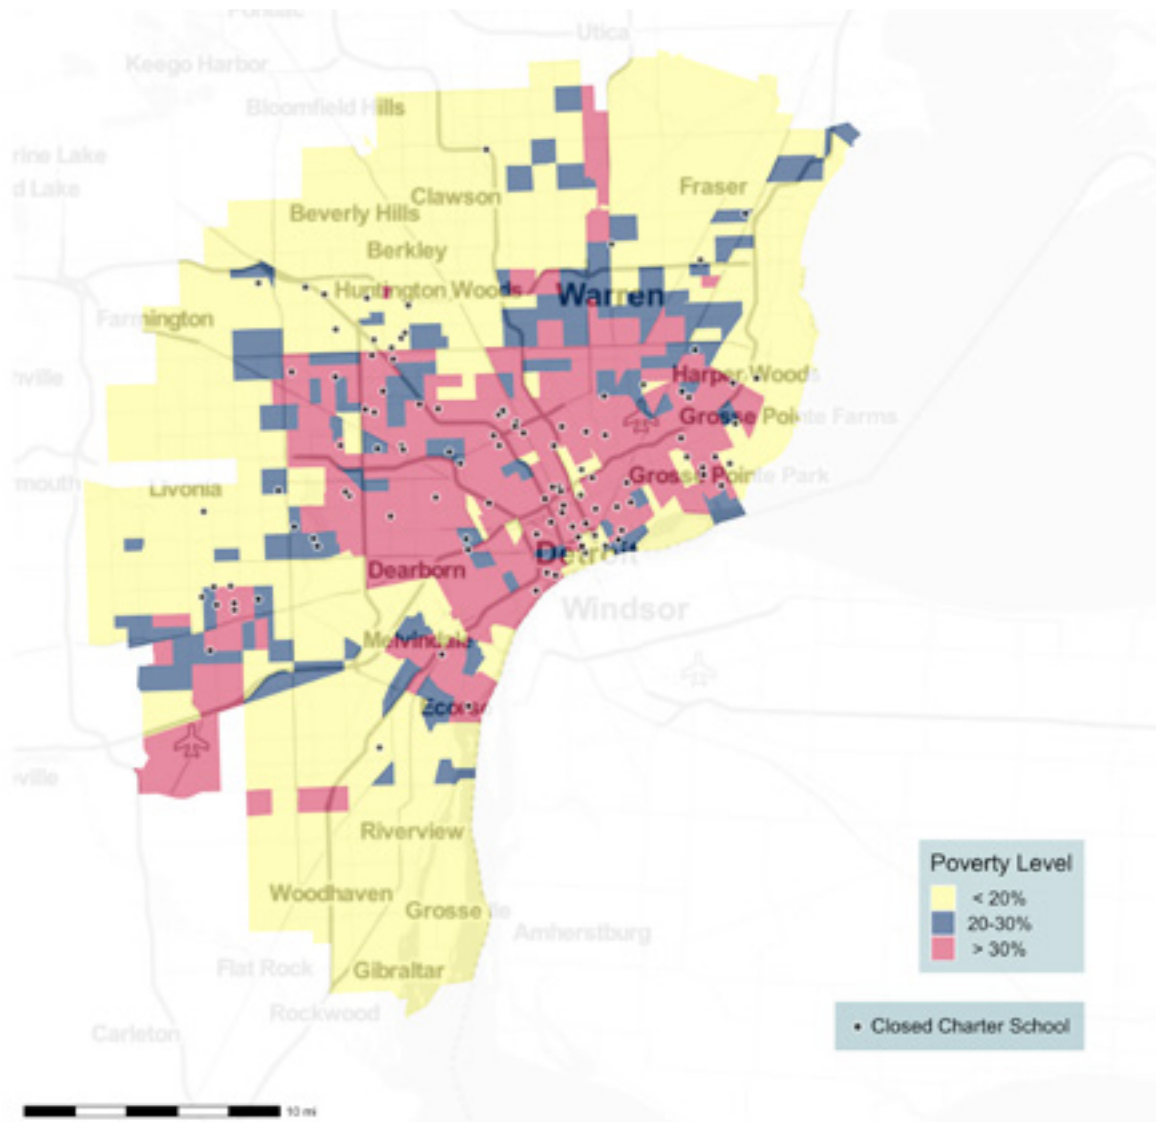 Pontiac
Utica
Keego Harbor
Bloomfield Hills
rine Lake
d Lake
Fraser
Clawson
Beverly Hills
Berkley
Huntington Woods
Warren
Farmington
Harper Woods
Grosse Pointe Farms
Grosse Pointe Park
mouth
Livonia
Detroit
Dearborn
Windsor
Melvindale
Ecorse
Riverview
Woodhaven
Grosse Ile
Amherstburg
Flat Rock
Gibraltar
Rockwood
Carleton
Poverty Level
< 20%
20-30%
> 30%
Closed Charter School
10 mi